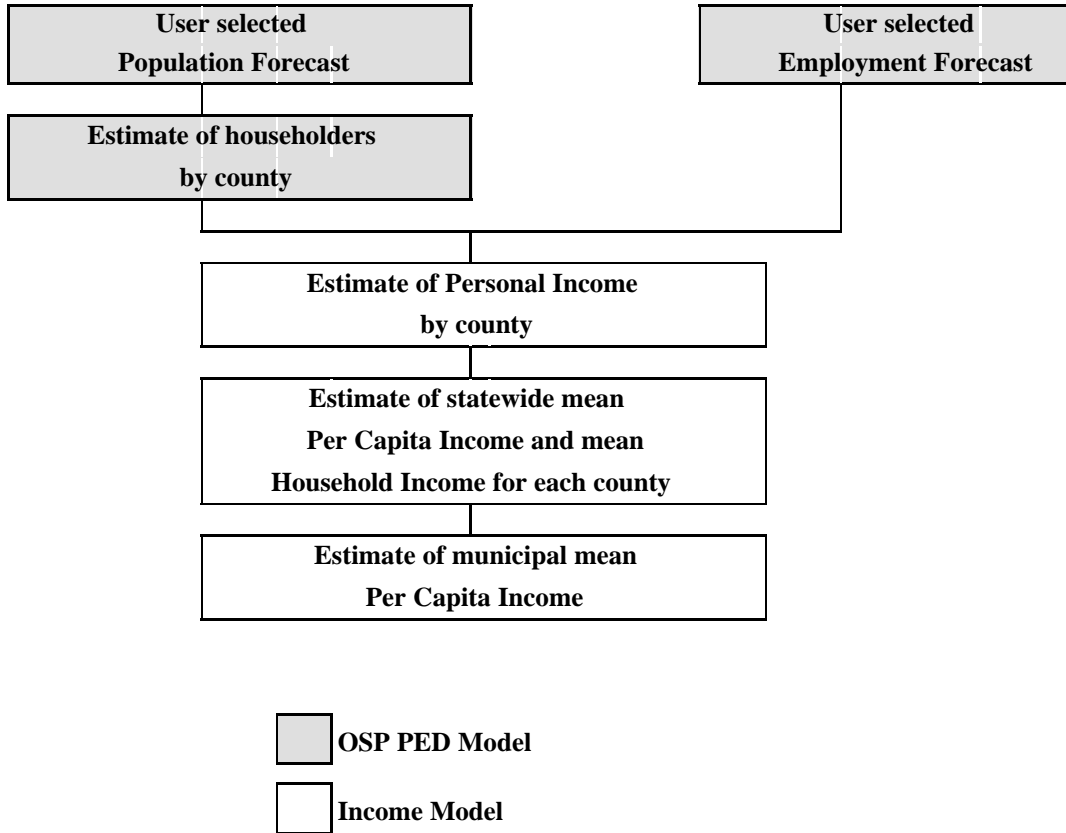 User selected
Population Forecast
User selected
Employment Forecast
Estimate of householders
by county
Estimate of Personal Income
by county
Estimate of statewide mean
Per Capita Income and mean
Household Income for each county
Estimate of municipal mean
Per Capita Income
OSP PED Model
Income Model